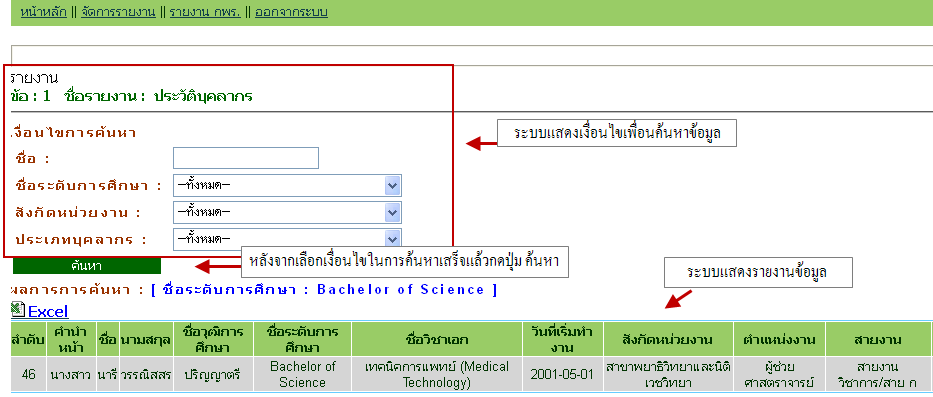 หน้าหลัก || จัดการรายงาน || รายงาน กพร. || ออกจากระบบ
รายงาน
ข้อ : 1 ชื่อรายงาน : ประวัติบุคลากร
เงื่อนไขการค้นหา
ระบบแสดงเงื่อนไขเพื่อนค้นหาข้อมูล
ชื่อ :
ชื่อระดับการศึกษา : --ทั้งหมด--
สังกัดหน่วยงาน : --ทั้งหมด--
ประเภทบุคลากร : --ทั้งหมด--
หลังจากเลือกเงื่อนไขในการค้นหาเสร็จแล้วกดปุ่ม ค้นหา
ค้นหา
ระบบแสดงรายงานข้อมูล
ผลการการค้นหา : [ ชื่อระดับการศึกษา : Bachelor of Science ]
Excel
ลำดับ คำนำหน้า ชื่อ นามสกุล ชื่อวุฒิการศึกษา ชื่อระดับการศึกษา ชื่อวิชาเอก วันที่เริ่มทำงาน สังกัดหน่วยงาน ตำแหน่งงาน สายงาน
46 นางสาว นารี วรรณิสสร ปริญญาตรี Bachelor of Science เทคนิคการแพทย์ (Medical Technology) 2001-05-01 สาขาพยาธิวิทยาและนิติเวชวิทยา ผู้ช่วยศาสตราจารย์ สายงานวิชาการ/สาย ก